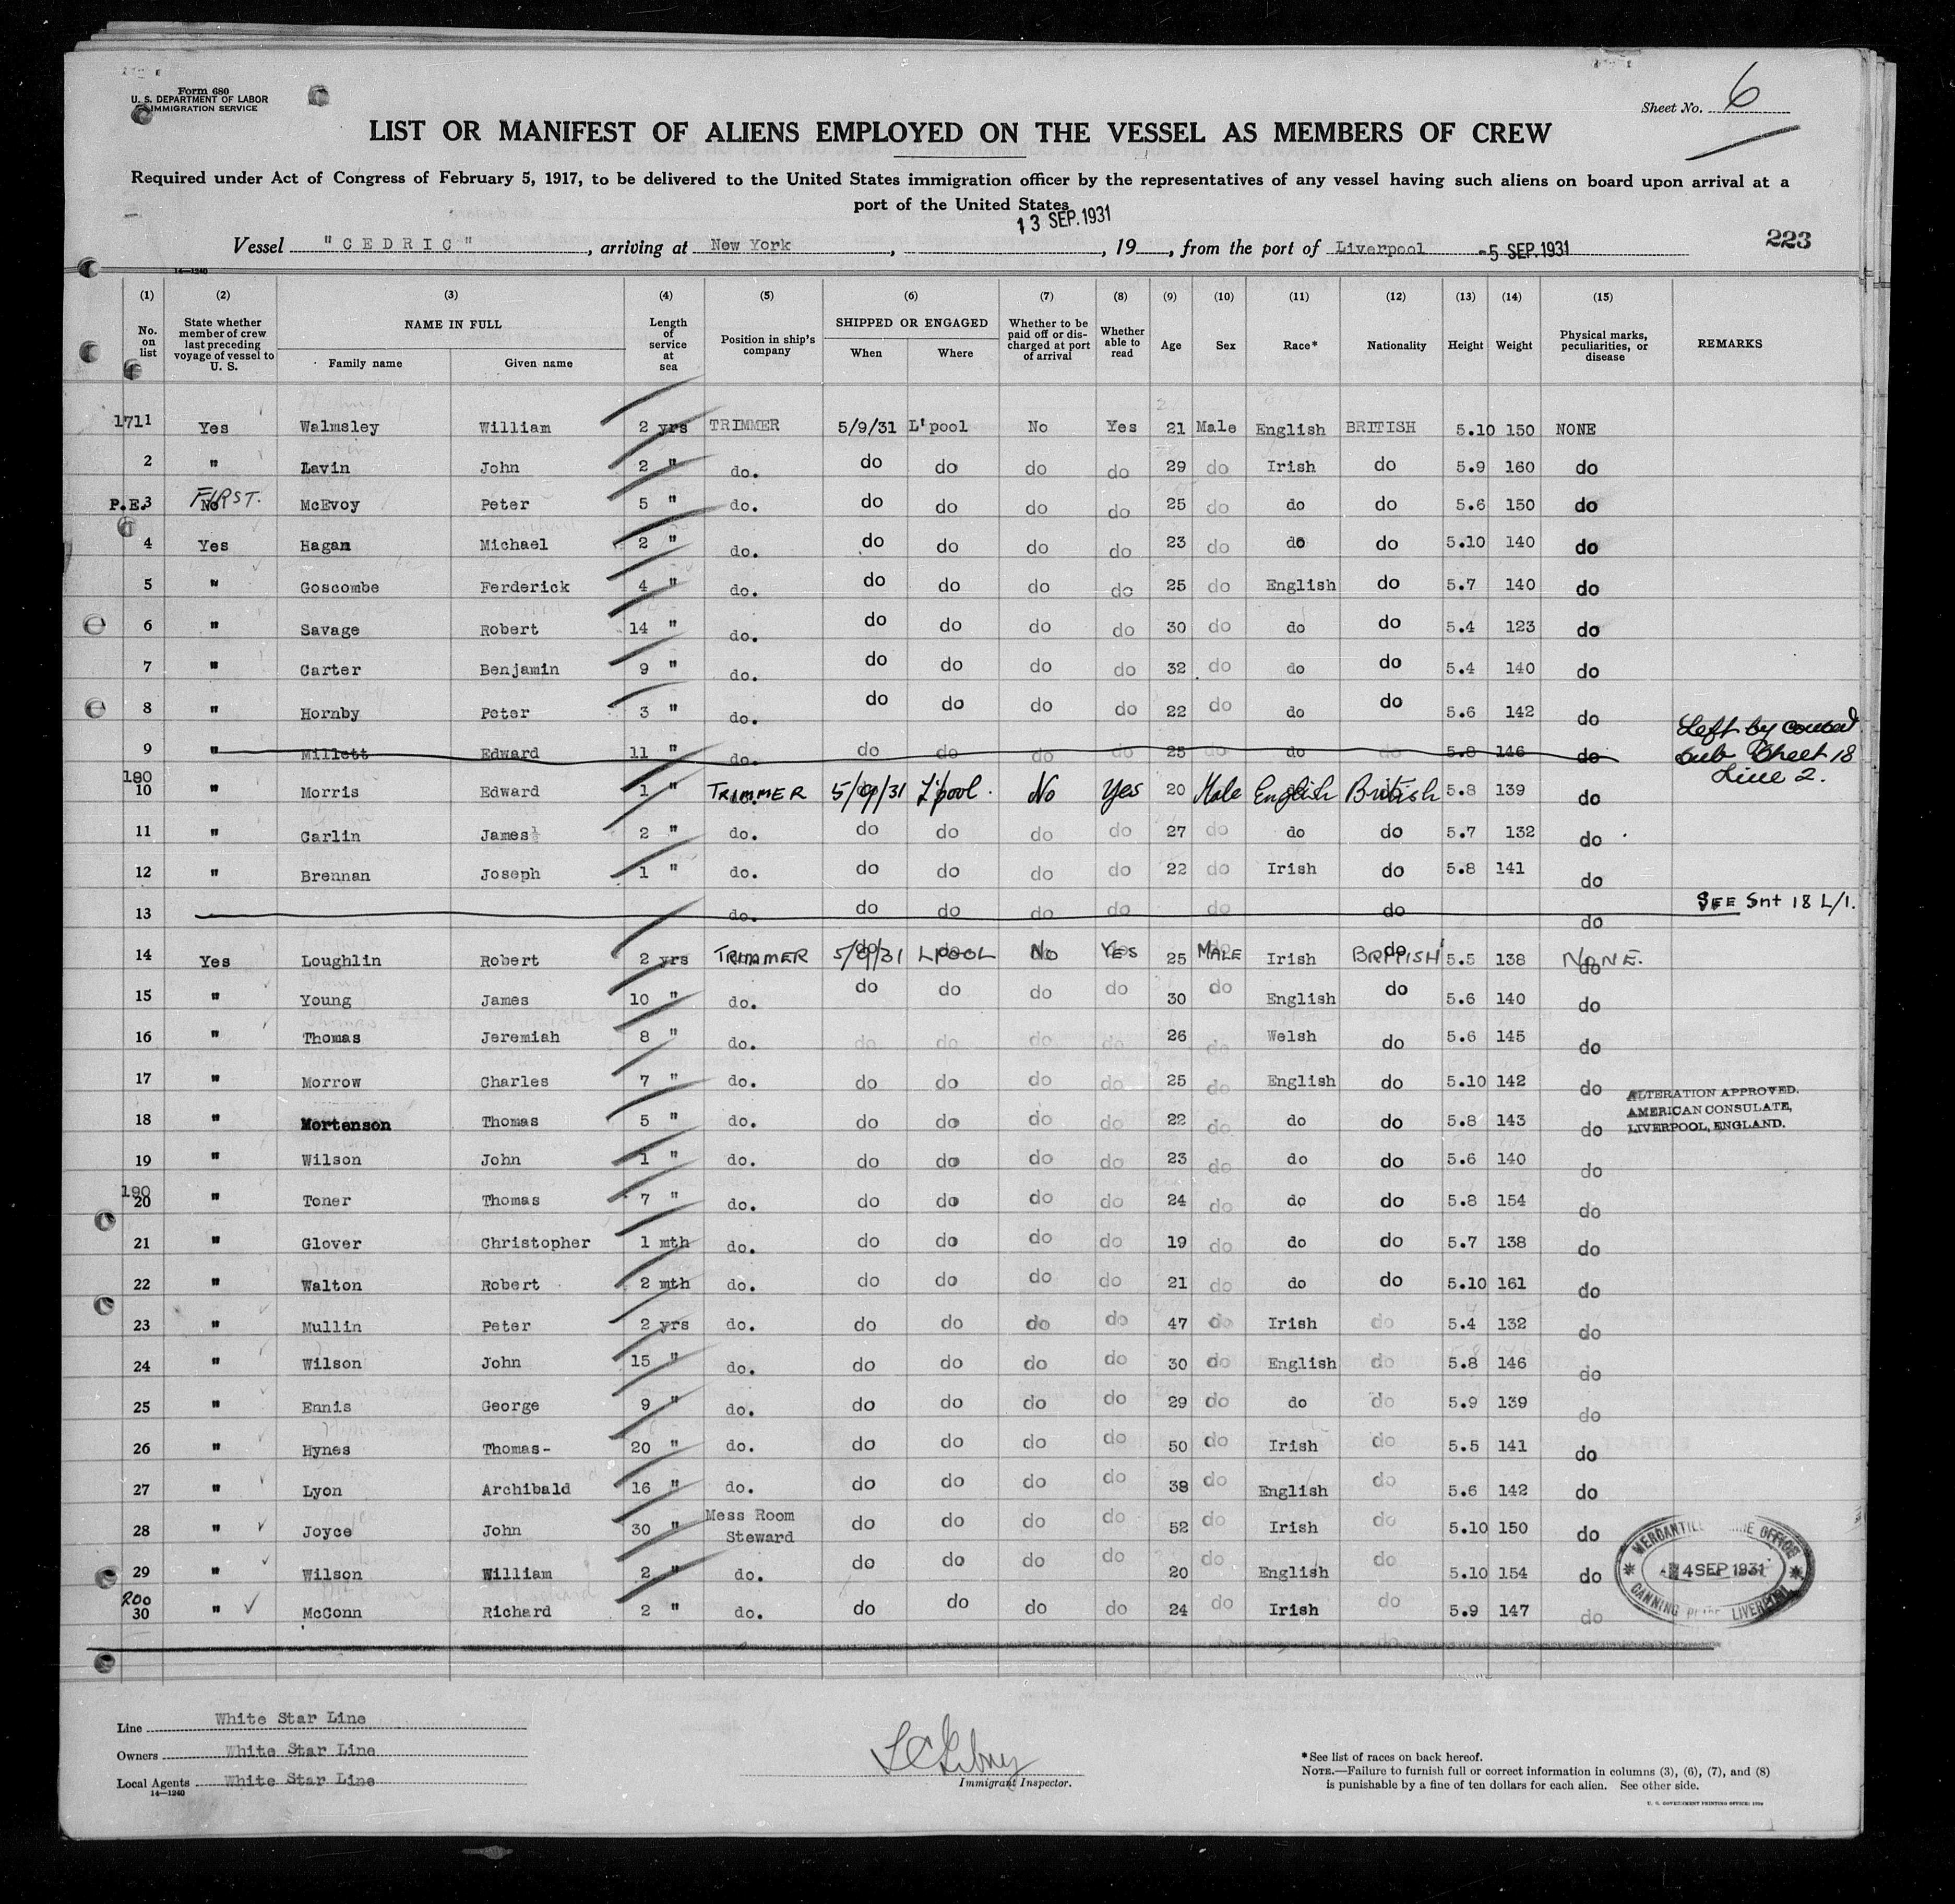 Form 680
U. S. DEPARTMENT OF LABOR
IMMIGRATION SERVICE
Sheet No. 6
LIST OR MANIFEST OF ALIENS EMPLOYED ON THE VESSEL AS MEMBERS OF CREW
Required under Act of Congress of February 5, 1917, to be delivered to the United States immigration officer by the representatives of any vessel having such aliens on board upon arrival at a
port of the United States
13 SEP. 1931
Vessel "CEDRIC", arriving at New York, , 19 , from the port of Liverpool -5 SEP. 1931 223
14—1240
(1) (2) (3) (4) (5) (6) (7) (8) (9) (10) (11) (12) (13) (14) (15)
No. on list | State whether member of crew last preceding voyage of vessel to U. S. | NAME IN FULL | Length of service at sea | Position in ship's company | SHIPPED OR ENGAGED | Whether to be paid off or discharged at port of arrival | Whether able to read | Age | Sex | Race* | Nationality | Height | Weight | Physical marks, peculiarities, or disease | REMARKS
Family name | Given name | When | Where
1711 Yes Walmsley William 2 yrs TRIMMER 5/9/31 L'pool No Yes 21 Male English BRITISH 5.10 150 NONE
2 " Lavin John 2 " do. do do do do 29 do Irish do 5.9 160 do
P.E. 3 No FIRST. McEvoy Peter 5 " do. do do do do 25 do do do 5.6 150 do
4 Yes Hagan Michael 2 " do. do do do do 23 do do do 5.10 140 do
5 " Goscombe Ferderick 4 " do. do do do do 25 do English do 5.7 140 do
6 " Savage Robert 14 " do. do do do do 30 do do do 5.4 123 do
7 " Carter Benjamin 9 " do. do do do do 32 do do do 5.4 140 do
8 " Hornby Peter 3 " do. do do do do 22 do do do 5.6 142 do
9 " Millett Edward 11 " do. do do do do 25 do do do 5.8 146 do Left by consent Sub Sheet 18 Line 2.
180
10 " Morris Edward 1 " TRIMMER 5/9/31 L'pool. No Yes 20 Male English British 5.8 139 do
11 " Carlin James 2 " do. do do do do 27 do do do 5.7 132 do
12 " Brennan Joseph 1 " do. do do do do 22 do Irish do 5.8 141 do
13 do. do do do do do do do SEE Sht 18 L/1.
14 Yes Loughlin Robert 2 yrs TRIMMER 5/9/31 LPOOL No YES 25 MALE Irish BRITISH 5.5 138 NONE.
15 " Young James 10 " do. do do do do 30 do English do 5.6 140 do
16 " Thomas Jeremiah 8 " do. do do do do 26 do Welsh do 5.6 145 do
17 " Morrow Charles 7 " do. do do do do 25 do English do 5.10 142 do
18 " Mortenson Thomas 5 " do. do do do do 22 do do do 5.8 143 do
ALTERATION APPROVED.
AMERICAN CONSULATE,
LIVERPOOL, ENGLAND.
19 " Wilson John 1 " do. do do do do 23 do do do 5.6 140 do
190
20 " Toner Thomas 7 " do. do do do do 24 do do do 5.8 154 do
21 " Glover Christopher 1 mth do. do do do do 19 do do do 5.7 138 do
22 " Walton Robert 2 mth do. do do do do 21 do do do 5.10 161 do
23 " Mullin Peter 2 yrs do. do do do do 47 do Irish do 5.4 132 do
24 " Wilson John 15 " do. do do do do 30 do English do 5.8 146 do
25 " Ennis George 9 " do. do do do do 29 do do do 5.9 139 do
26 " Hynes Thomas- 20 " do. do do do do 50 do Irish do 5.5 141 do
27 " Lyon Archibald 16 " do. do do do do 38 do English do 5.6 142 do
28 " Joyce John 30 " Mess Room Steward do do do do 52 do Irish do 5.10 150 do
29 " Wilson William 2 " do. do do do do 20 do English do 5.10 154 do
200
30 " McConn Richard 2 " do. do do do do 24 do Irish do 5.9 147 do
MERCANTILE MARINE OFFICE
4 SEP 1931
CANNING PLACE LIVERPOOL
Line White Star Line
Owners White Star Line
Local Agents White Star Line
14—1240
Immigrant Inspector.
*See list of races on back hereof.
NOTE.—Failure to furnish full or correct information in columns (3), (6), (7), and (8)
is punishable by a fine of ten dollars for each alien. See other side.